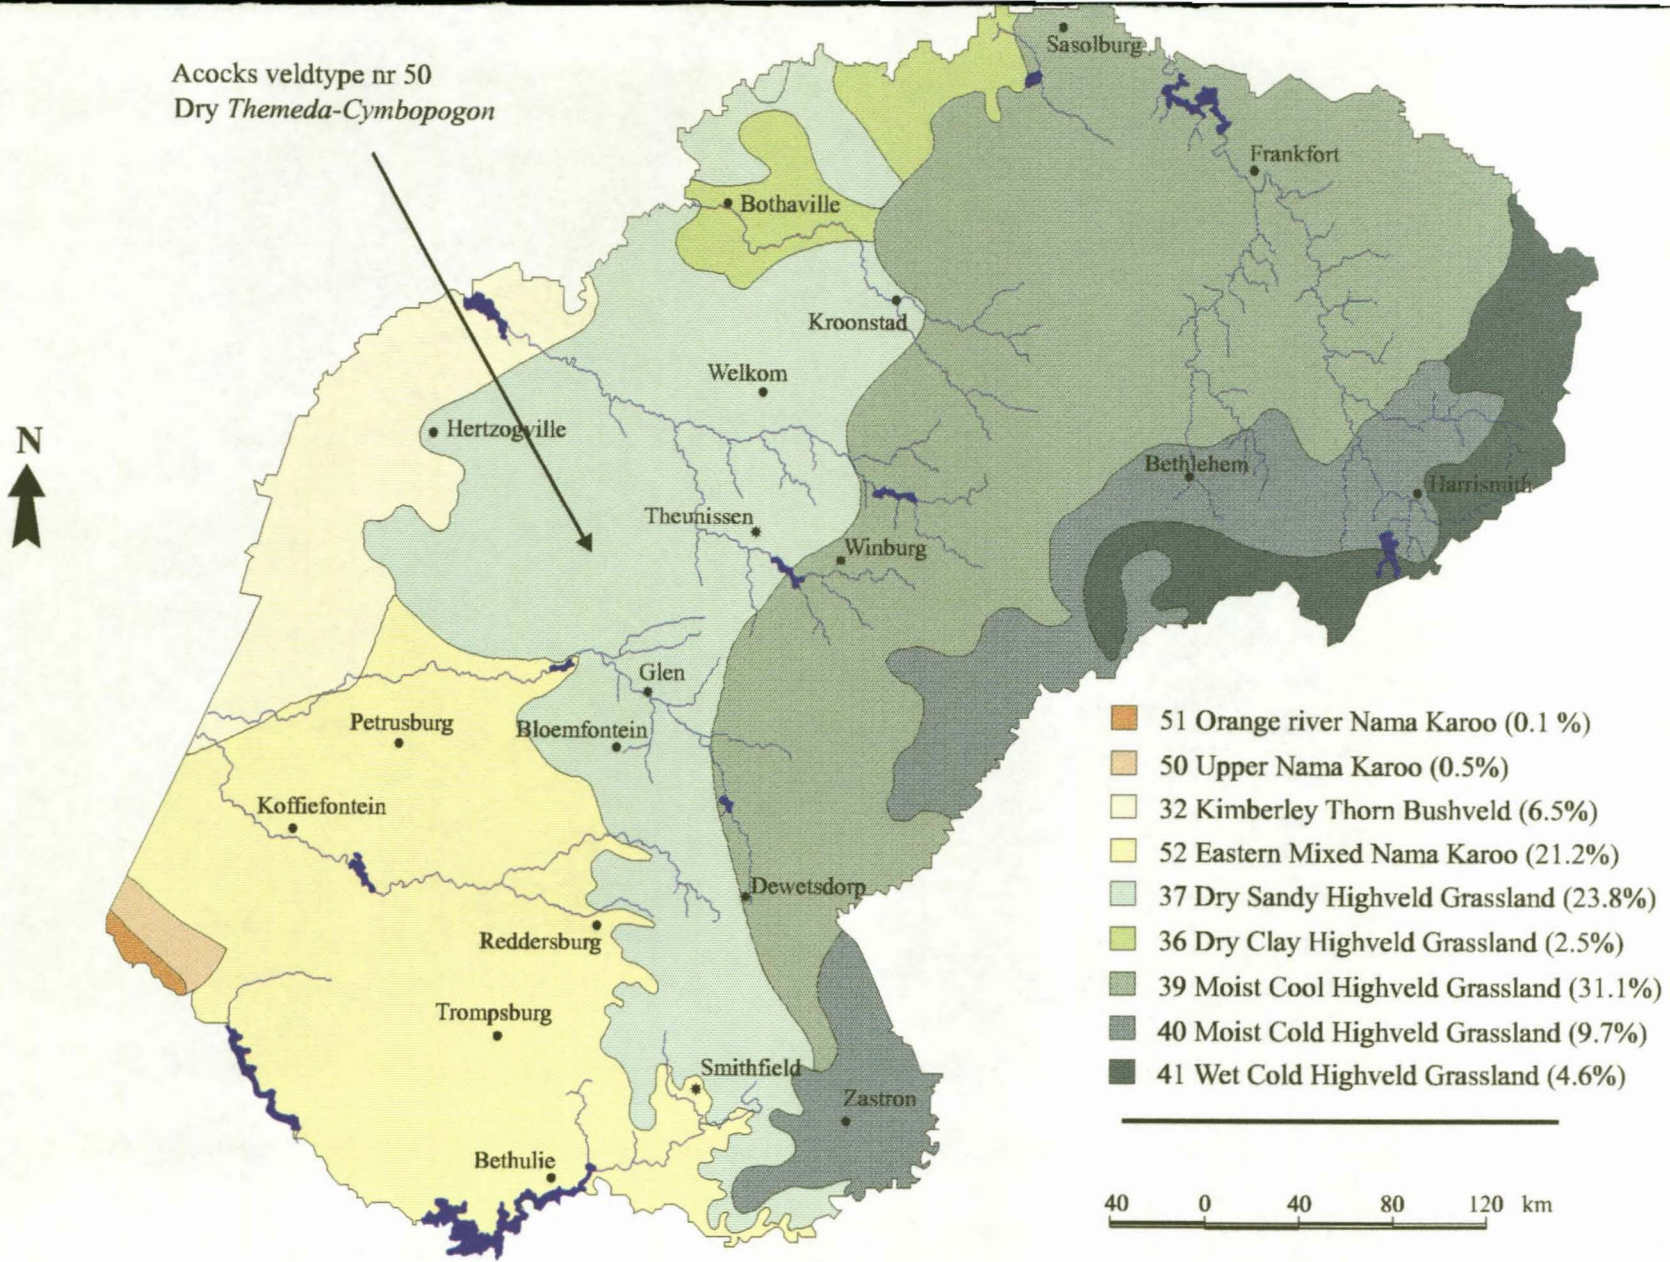 Acocks veldtype nr 50
Dry Themeda-Cymbopogon
Sasolburg
Frankfort
Bothaville
Kroonstad
Welkom
N
Hertzogville
Bethlehem
Harrismith
Theunissen
Winburg
Glen
Petrusburg
Bloemfontein
Koffiefontein
Dewetsdorp
Reddersburg
Trompsburg
Smithfield
Zastron
Bethulie
51 Orange river Nama Karoo (0.1 %)
50 Upper Nama Karoo (0.5%)
32 Kimberley Thorn Bushveld (6.5%)
52 Eastern Mixed Nama Karoo (21.2%)
37 Dry Sandy Highveld Grassland (23.8%)
36 Dry Clay Highveld Grassland (2.5%)
39 Moist Cool Highveld Grassland (31.1%)
40 Moist Cold Highveld Grassland (9.7%)
41 Wet Cold Highveld Grassland (4.6%)
40 0 40 80 120 km